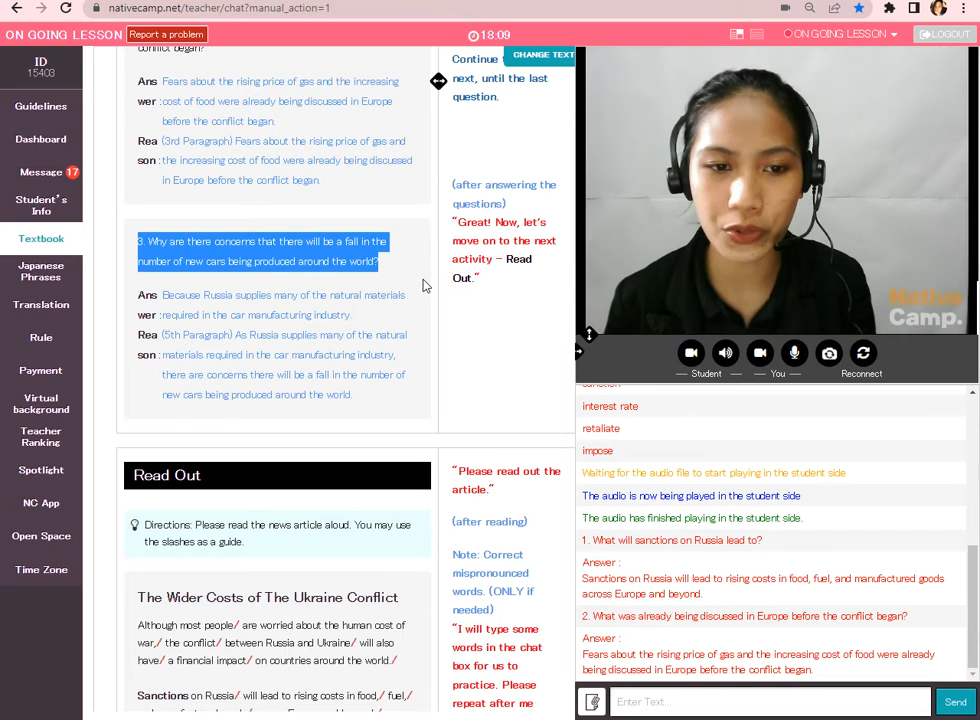 nativecamp.net/teacher/chat?manual_action=1
ON GOING LESSON
Report a problem
18:09
ON GOING LESSON
LOGOUT
ID
15403
Guidelines
Dashboard
Message 17
Student's
Info
Textbook
Japanese
Phrases
Translation
Rule
Payment
Virtual
background
Teacher
Ranking
Spotlight
NC App
Open Space
Time Zone
conflict began?
Ans Fears about the rising price of gas and the increasing
wer : cost of food were already being discussed in Europe
before the conflict began.
Rea (3rd Paragraph) Fears about the rising price of gas and
son : the increasing cost of food were already being discussed
in Europe before the conflict began.
3. Why are there concerns that there will be a fall in the
number of new cars being produced around the world?
Ans Because Russia supplies many of the natural materials
wer : required in the car manufacturing industry.
Rea (5th Paragraph) As Russia supplies many of the natural
son : materials required in the car manufacturing industry,
there are concerns there will be a fall in the number of
new cars being produced around the world.
Read Out
Directions: Please read the news article aloud. You may use
the slashes as a guide.
The Wider Costs of The Ukraine Conflict
Although most people/ are worried about the human cost of
war,/ the conflict/ between Russia and Ukraine/ will also
have/ a financial impact/ on countries around the world./
Sanctions on Russia/ will lead to rising costs in food,/ fuel,/
CHANGE TEXT
Continue
next, until the last
question.
(after answering the
questions)
"Great! Now, let's
move on to the next
activity – Read
Out."
"Please read out the
article."
(after reading)
Note: Correct
mispronounced
words. (ONLY if
needed)
"I will type some
words in the chat
box for us to
practice. Please
repeat after me
Native
Camp.
Student
You
Reconnect
sanction
interest rate
retaliate
impose
Waiting for the audio file to start playing in the student side
The audio is now being played in the student side
The audio has finished playing in the student side.
1. What will sanctions on Russia lead to?
Answer :
Sanctions on Russia will lead to rising costs in food, fuel, and manufactured goods
across Europe and beyond.
2. What was already being discussed in Europe before the conflict began?
Answer :
Fears about the rising price of gas and the increasing cost of food were already
being discussed in Europe before the conflict began.
Enter Text...
Send